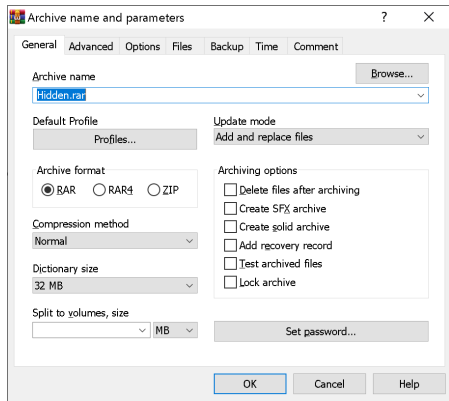 Archive name and parameters ? X
General Advanced Options Files Backup Time Comment
Archive name
Browse...
Hidden.rar
Default Profile
Profiles...
Update mode
Add and replace files
Archive format
RAR RAR4 ZIP
Compression method
Normal
Dictionary size
32 MB
Split to volumes, size
MB
Archiving options
Delete files after archiving
Create SFX archive
Create solid archive
Add recovery record
Test archived files
Lock archive
Set password...
OK Cancel Help